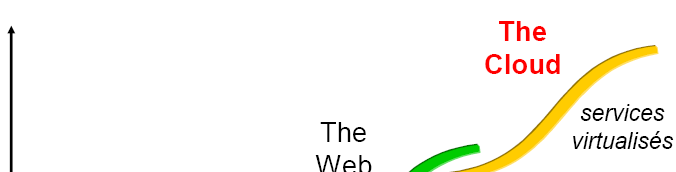 The
Cloud
services
virtualisés
The
Web